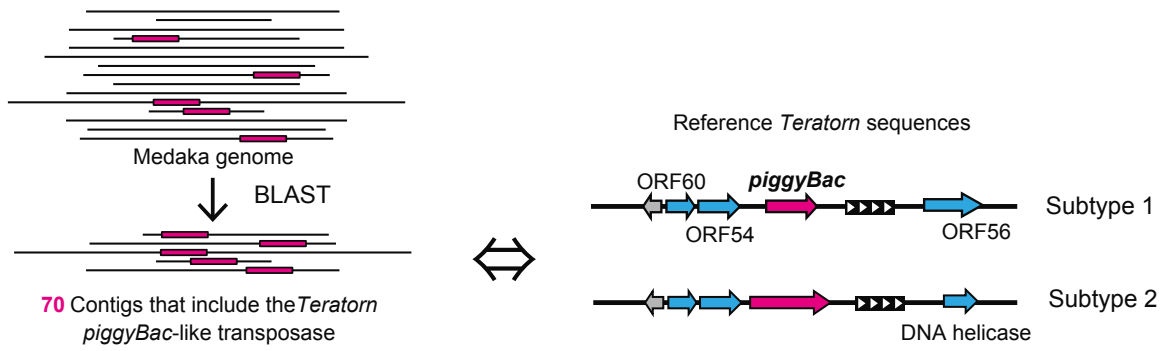 Medaka genome
BLAST
70 Contigs that include theTeratorn
piggyBac-like transposase
Reference Teratorn sequences
ORF60
piggyBac
Subtype 1
ORF54
ORF56
Subtype 2
DNA helicase